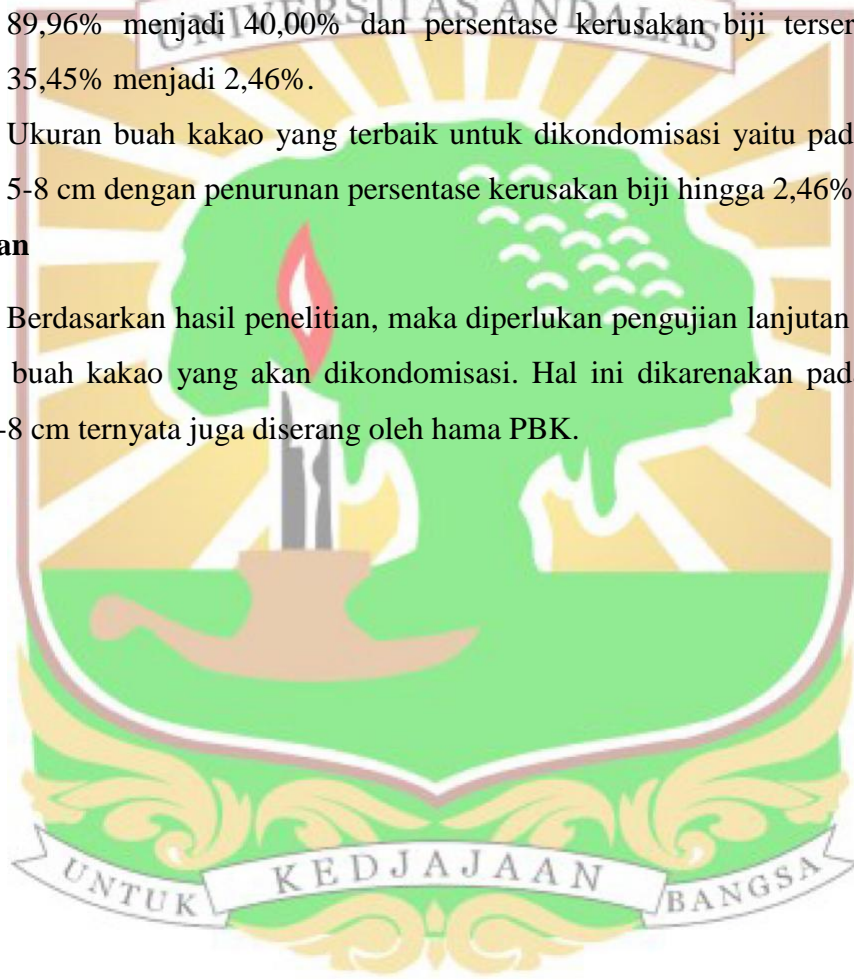 89,96% menjadi 40,00% dan persentase kerusakan biji terser
UNIVERSITAS ANDALAS
35,45% menjadi 2,46%.
Ukuran buah kakao yang terbaik untuk dikondomisasi yaitu pad
5-8 cm dengan penurunan persentase kerusakan biji hingga 2,46%
an
Berdasarkan hasil penelitian, maka diperlukan pengujian lanjutan
buah kakao yang akan dikondomisasi. Hal ini dikarenakan pad
-8 cm ternyata juga diserang oleh hama PBK.
UNTUK KEDJAJAAN BANGSA